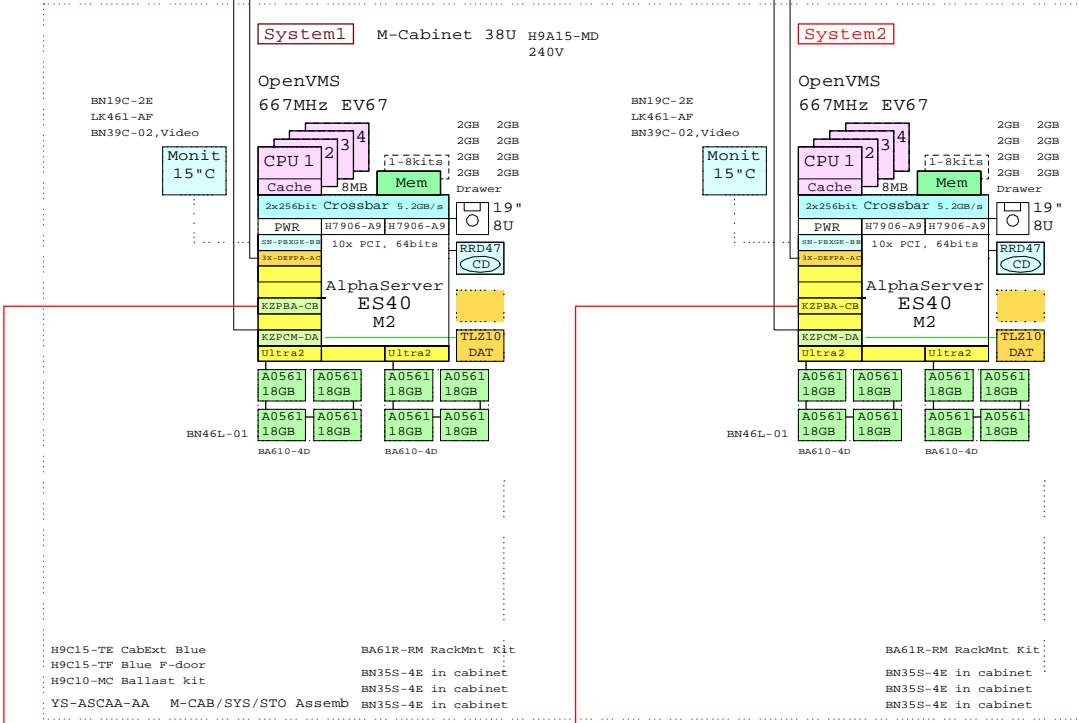 System1 M-Cabinet 38U H9A15-MD
240V
OpenVMS
667MHz EV67
BN19C-2E
LK461-AF
BN39C-02,Video
Monit
15"C
CPU 1
2
3
4
Cache
8MB
1-8kits
Mem
2GB 2GB
2GB 2GB
2GB 2GB
2GB 2GB
Drawer
19"
8U
2x256bit Crossbar 5.2GB/s
PWR H7906-A9 H7906-A9
SN-PBXGK-BB
10x PCI, 64bits
3X-DEFPA-AC
RRD47
CD
AlphaServer
ES40
M2
KZPBA-CB
KZPCM-DA
TLZ10
DAT
Ultra2 Ultra2
A0561 A0561 A0561 A0561
18GB 18GB 18GB 18GB
A0561 A0561 A0561 A0561
18GB 18GB 18GB 18GB
BN46L-01
BA610-4D BA610-4D
H9C15-TE CabExt Blue
H9C15-TF Blue F-door
H9C10-MC Ballast kit
YS-ASCAA-AA M-CAB/SYS/STO Assemb
BA61R-RM RackMnt Kit
BN35S-4E in cabinet
BN35S-4E in cabinet
BN35S-4E in cabinet
System2
OpenVMS
667MHz EV67
BN19C-2E
LK461-AF
BN39C-02,Video
Monit
15"C
CPU 1
2
3
4
Cache
8MB
1-8kits
Mem
2GB 2GB
2GB 2GB
2GB 2GB
2GB 2GB
Drawer
19"
8U
2x256bit Crossbar 5.2GB/s
PWR H7906-A9 H7906-A9
SN-PBXGK-BB
10x PCI, 64bits
3X-DEFPA-AC
RRD47
CD
AlphaServer
ES40
M2
KZPBA-CB
KZPCM-DA
TLZ10
DAT
Ultra2 Ultra2
A0561 A0561 A0561 A0561
18GB 18GB 18GB 18GB
A0561 A0561 A0561 A0561
18GB 18GB 18GB 18GB
BN46L-01
BA610-4D BA610-4D
BA61R-RM RackMnt Kit
BN35S-4E in cabinet
BN35S-4E in cabinet
BN35S-4E in cabinet